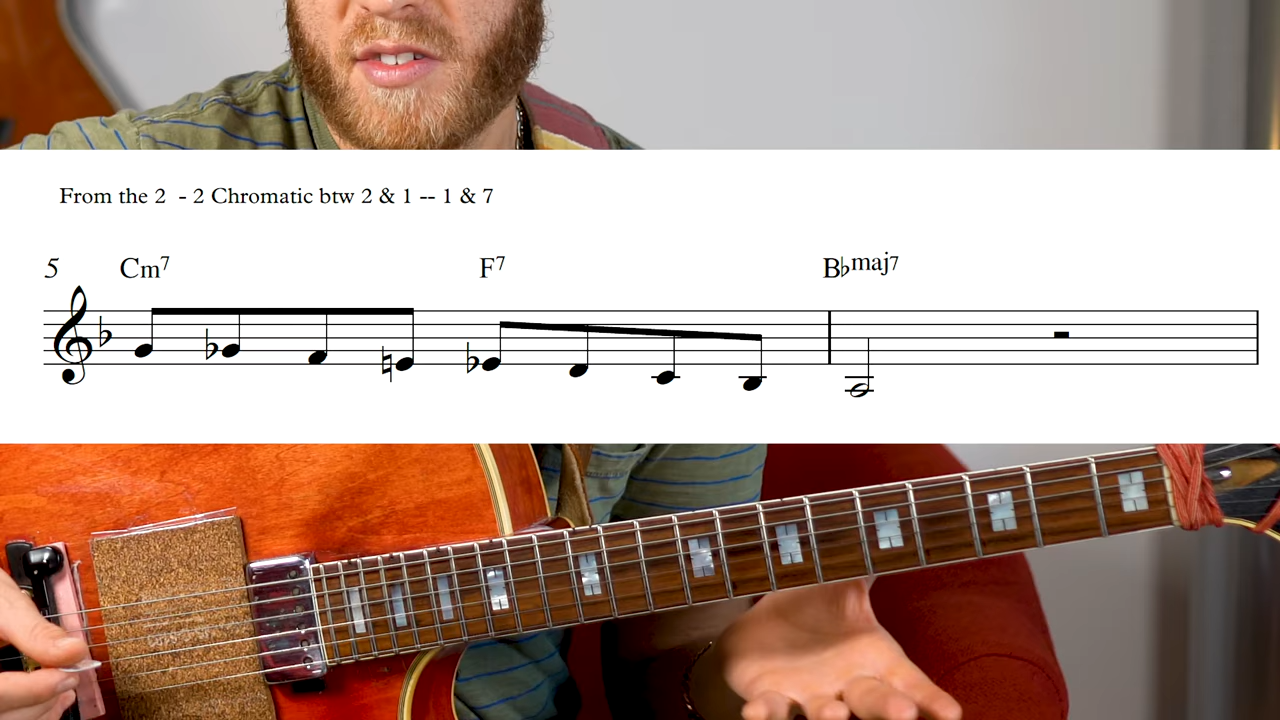 From the 2 - 2 Chromatic btw 2 & 1 -- 1 & 7
5 Cm7 F7 B♭maj7